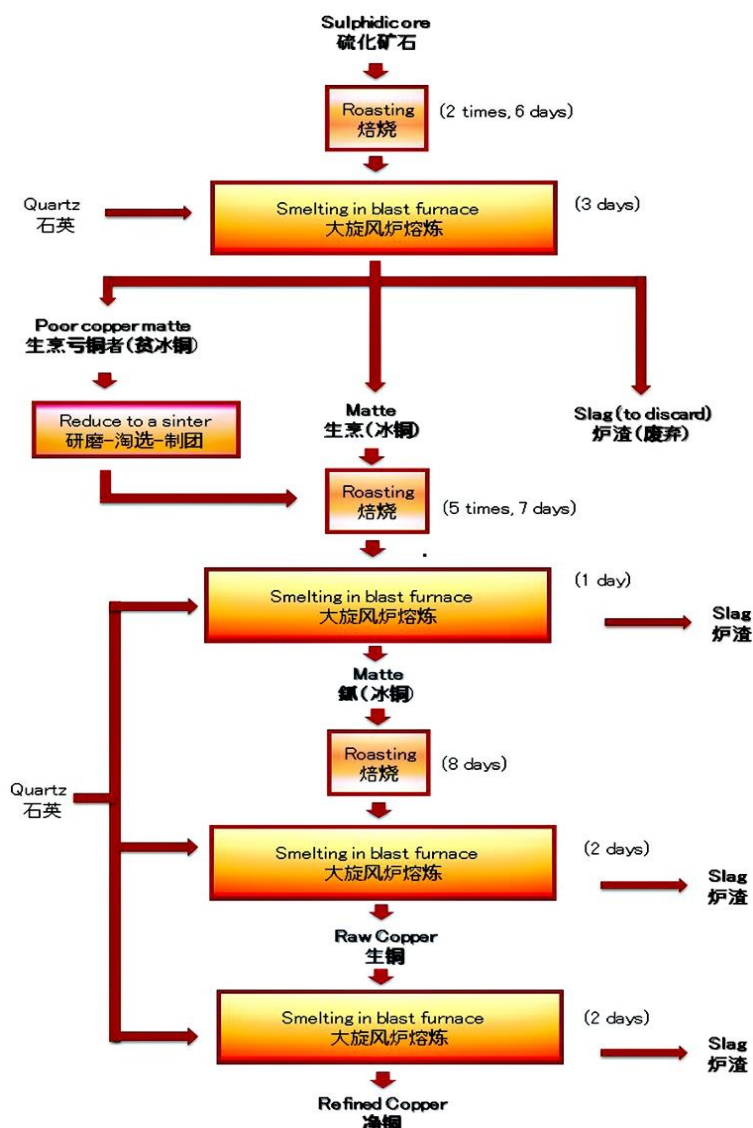 Sulphidic ore
硫化矿石
Roasting
焙烧
(2 times, 6 days)
Quartz
石英
Smelting in blast furnace
大旋风炉熔炼
(3 days)
Poor copper matte
生烹亏铜者(贫冰铜)
Reduce to a sinter
研磨-淘选-制团
Matte
生烹(冰铜)
Slag (to discard)
炉渣(废弃)
Roasting
焙烧
(5 times, 7 days)
Smelting in blast furnace
大旋风炉熔炼
(1 day)
Slag
炉渣
Matte
(冰铜)
Roasting
焙烧
(8 days)
Quartz
石英
Smelting in blast furnace
大旋风炉熔炼
(2 days)
Slag
炉渣
Raw Copper
生铜
Smelting in blast furnace
大旋风炉熔炼
(2 days)
Slag
炉渣
Refined Copper
净铜